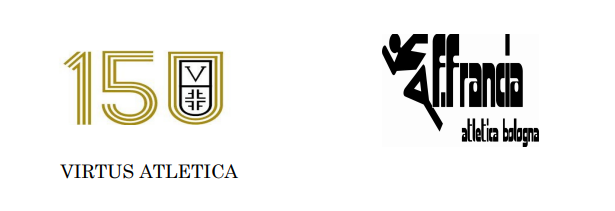 150
V
VIRTUS ATLETICA
f.francia
atletica bologna